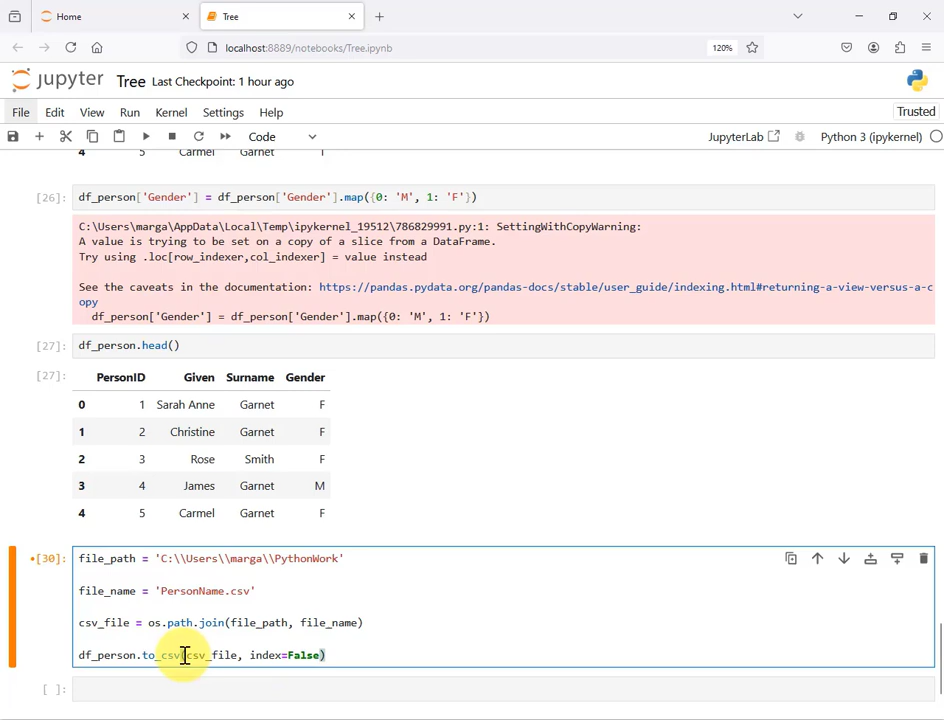 Home
Tree
localhost:8889/notebooks/Tree.ipynb
120%
jupyter Tree Last Checkpoint: 1 hour ago
File Edit View Run Kernel Settings Help
Trusted
Code
JupyterLab
Python 3 (ipykernel)
4 5 Carmel Garnet 1
[26]: df_person['Gender'] = df_person['Gender'].map({0: 'M', 1: 'F'})
C:\Users\marga\AppData\Local\Temp\ipykernel_19512\786829991.py:1: SettingWithCopyWarning:
A value is trying to be set on a copy of a slice from a DataFrame.
Try using .loc[row_indexer,col_indexer] = value instead
See the caveats in the documentation: https://pandas.pydata.org/pandas-docs/stable/user_guide/indexing.html#returning-a-view-versus-a-c
opy
df_person['Gender'] = df_person['Gender'].map({0: 'M', 1: 'F'})
[27]: df_person.head()
[27]: PersonID Given Surname Gender
0 1 Sarah Anne Garnet F
1 2 Christine Garnet F
2 3 Rose Smith F
3 4 James Garnet M
4 5 Carmel Garnet F
•[30]: file_path = 'C:\\Users\\marga\\PythonWork'
file_name = 'PersonName.csv'
csv_file = os.path.join(file_path, file_name)
df_person.to_csv(csv_file, index=False)
[ ]: